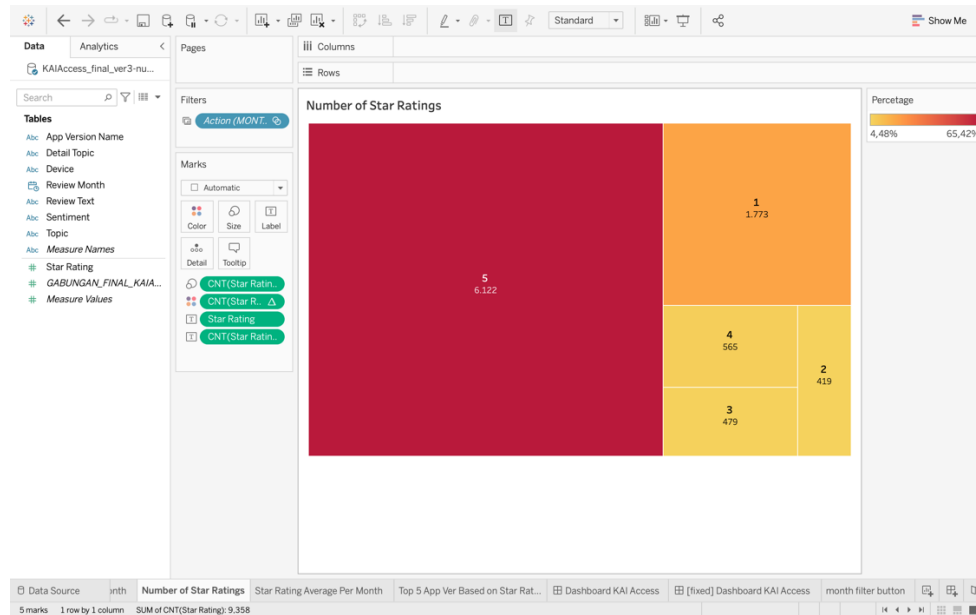 Standard
Show Me
Data
Analytics
Pages
Columns
KAIAccess_final_ver3-nu...
Rows
Search
Filters
Number of Star Ratings
Percetage
Tables
Action (MONT..
4,48%
65,42%
Abc App Version Name
Abc Detail Topic
Abc Device
Review Month
Abc Review Text
Abc Sentiment
Abc Topic
Abc Measure Names
# Star Rating
# GABUNGAN_FINAL_KAIA...
# Measure Values
Marks
Automatic
Color
Size
Label
Detail
Tooltip
CNT(Star Ratin..
CNT(Star R..
Star Rating
CNT(Star Ratin..
5
6.122
1
1.773
4
565
2
419
3
479
Data Source
nth
Number of Star Ratings
Star Rating Average Per Month
Top 5 App Ver Based on Star Rat...
Dashboard KAI Access
[fixed] Dashboard KAI Access
month filter button
5 marks
1 row by 1 column
SUM of CNT(Star Rating): 9,358